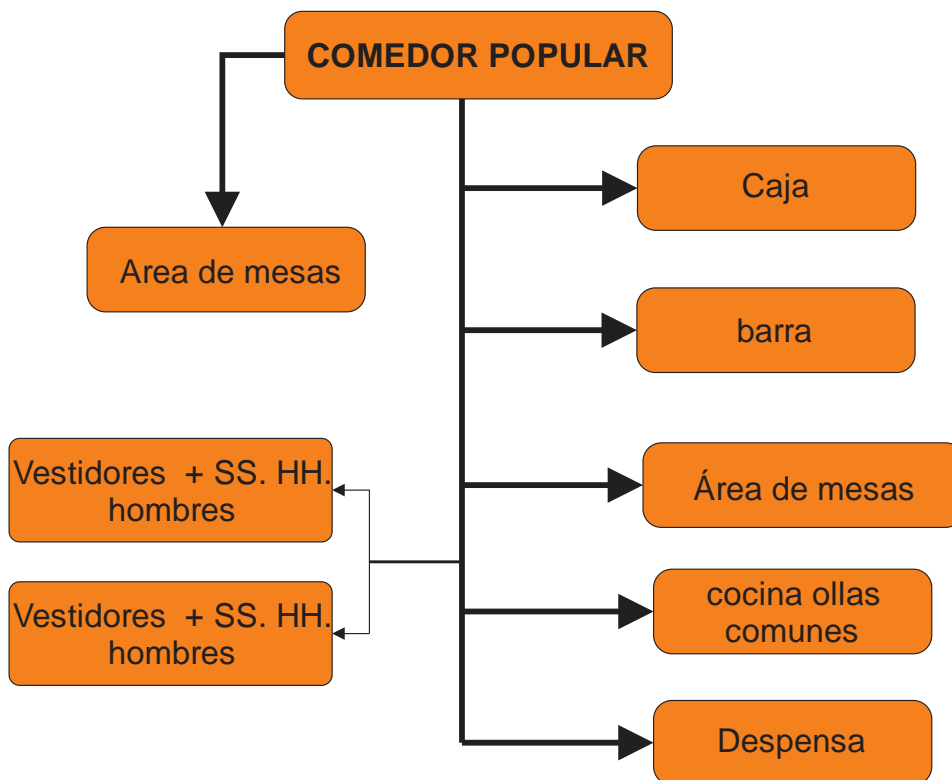 COMEDOR POPULAR
Caja
Area de mesas
barra
Vestidores + SS. HH.
hombres
Área de mesas
Vestidores + SS. HH.
hombres
cocina ollas
comunes
Despensa